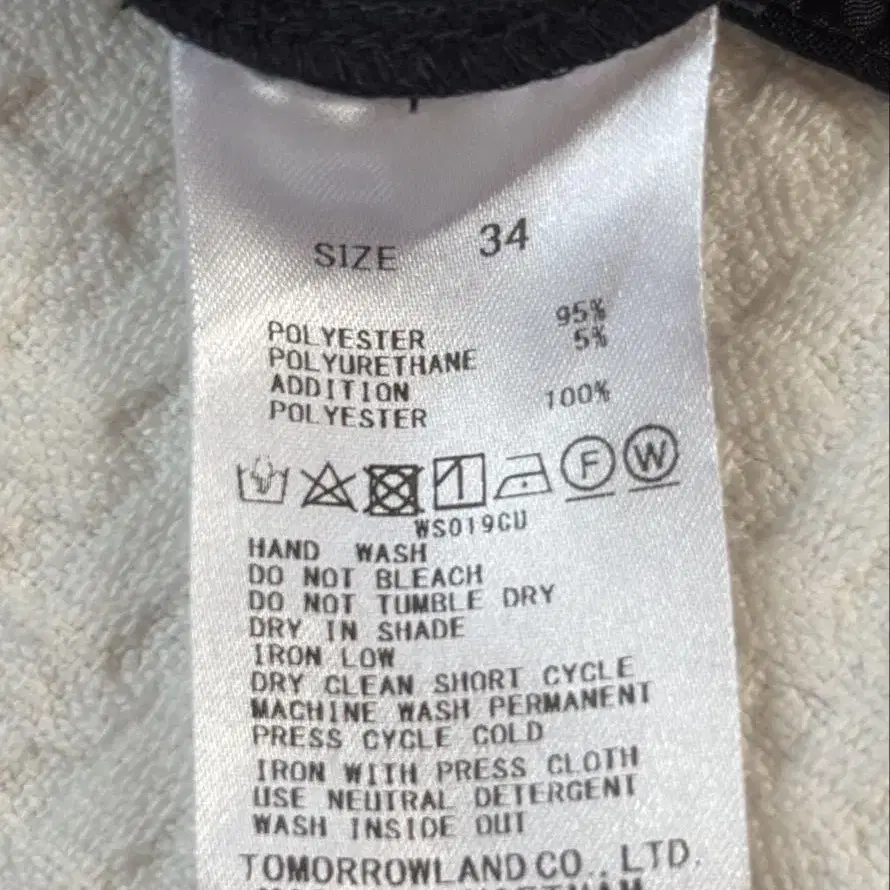 SIZE 34
POLYESTER 95%
POLYURETHANE 5%
ADDITION
POLYESTER 100%
F W
WS019CU
HAND WASH
DO NOT BLEACH
DO NOT TUMBLE DRY
DRY IN SHADE
IRON LOW
DRY CLEAN SHORT CYCLE
MACHINE WASH PERMANENT
PRESS CYCLE COLD
IRON WITH PRESS CLOTH
USE NEUTRAL DETERGENT
WASH INSIDE OUT
TOMORROWLAND CO., LTD.